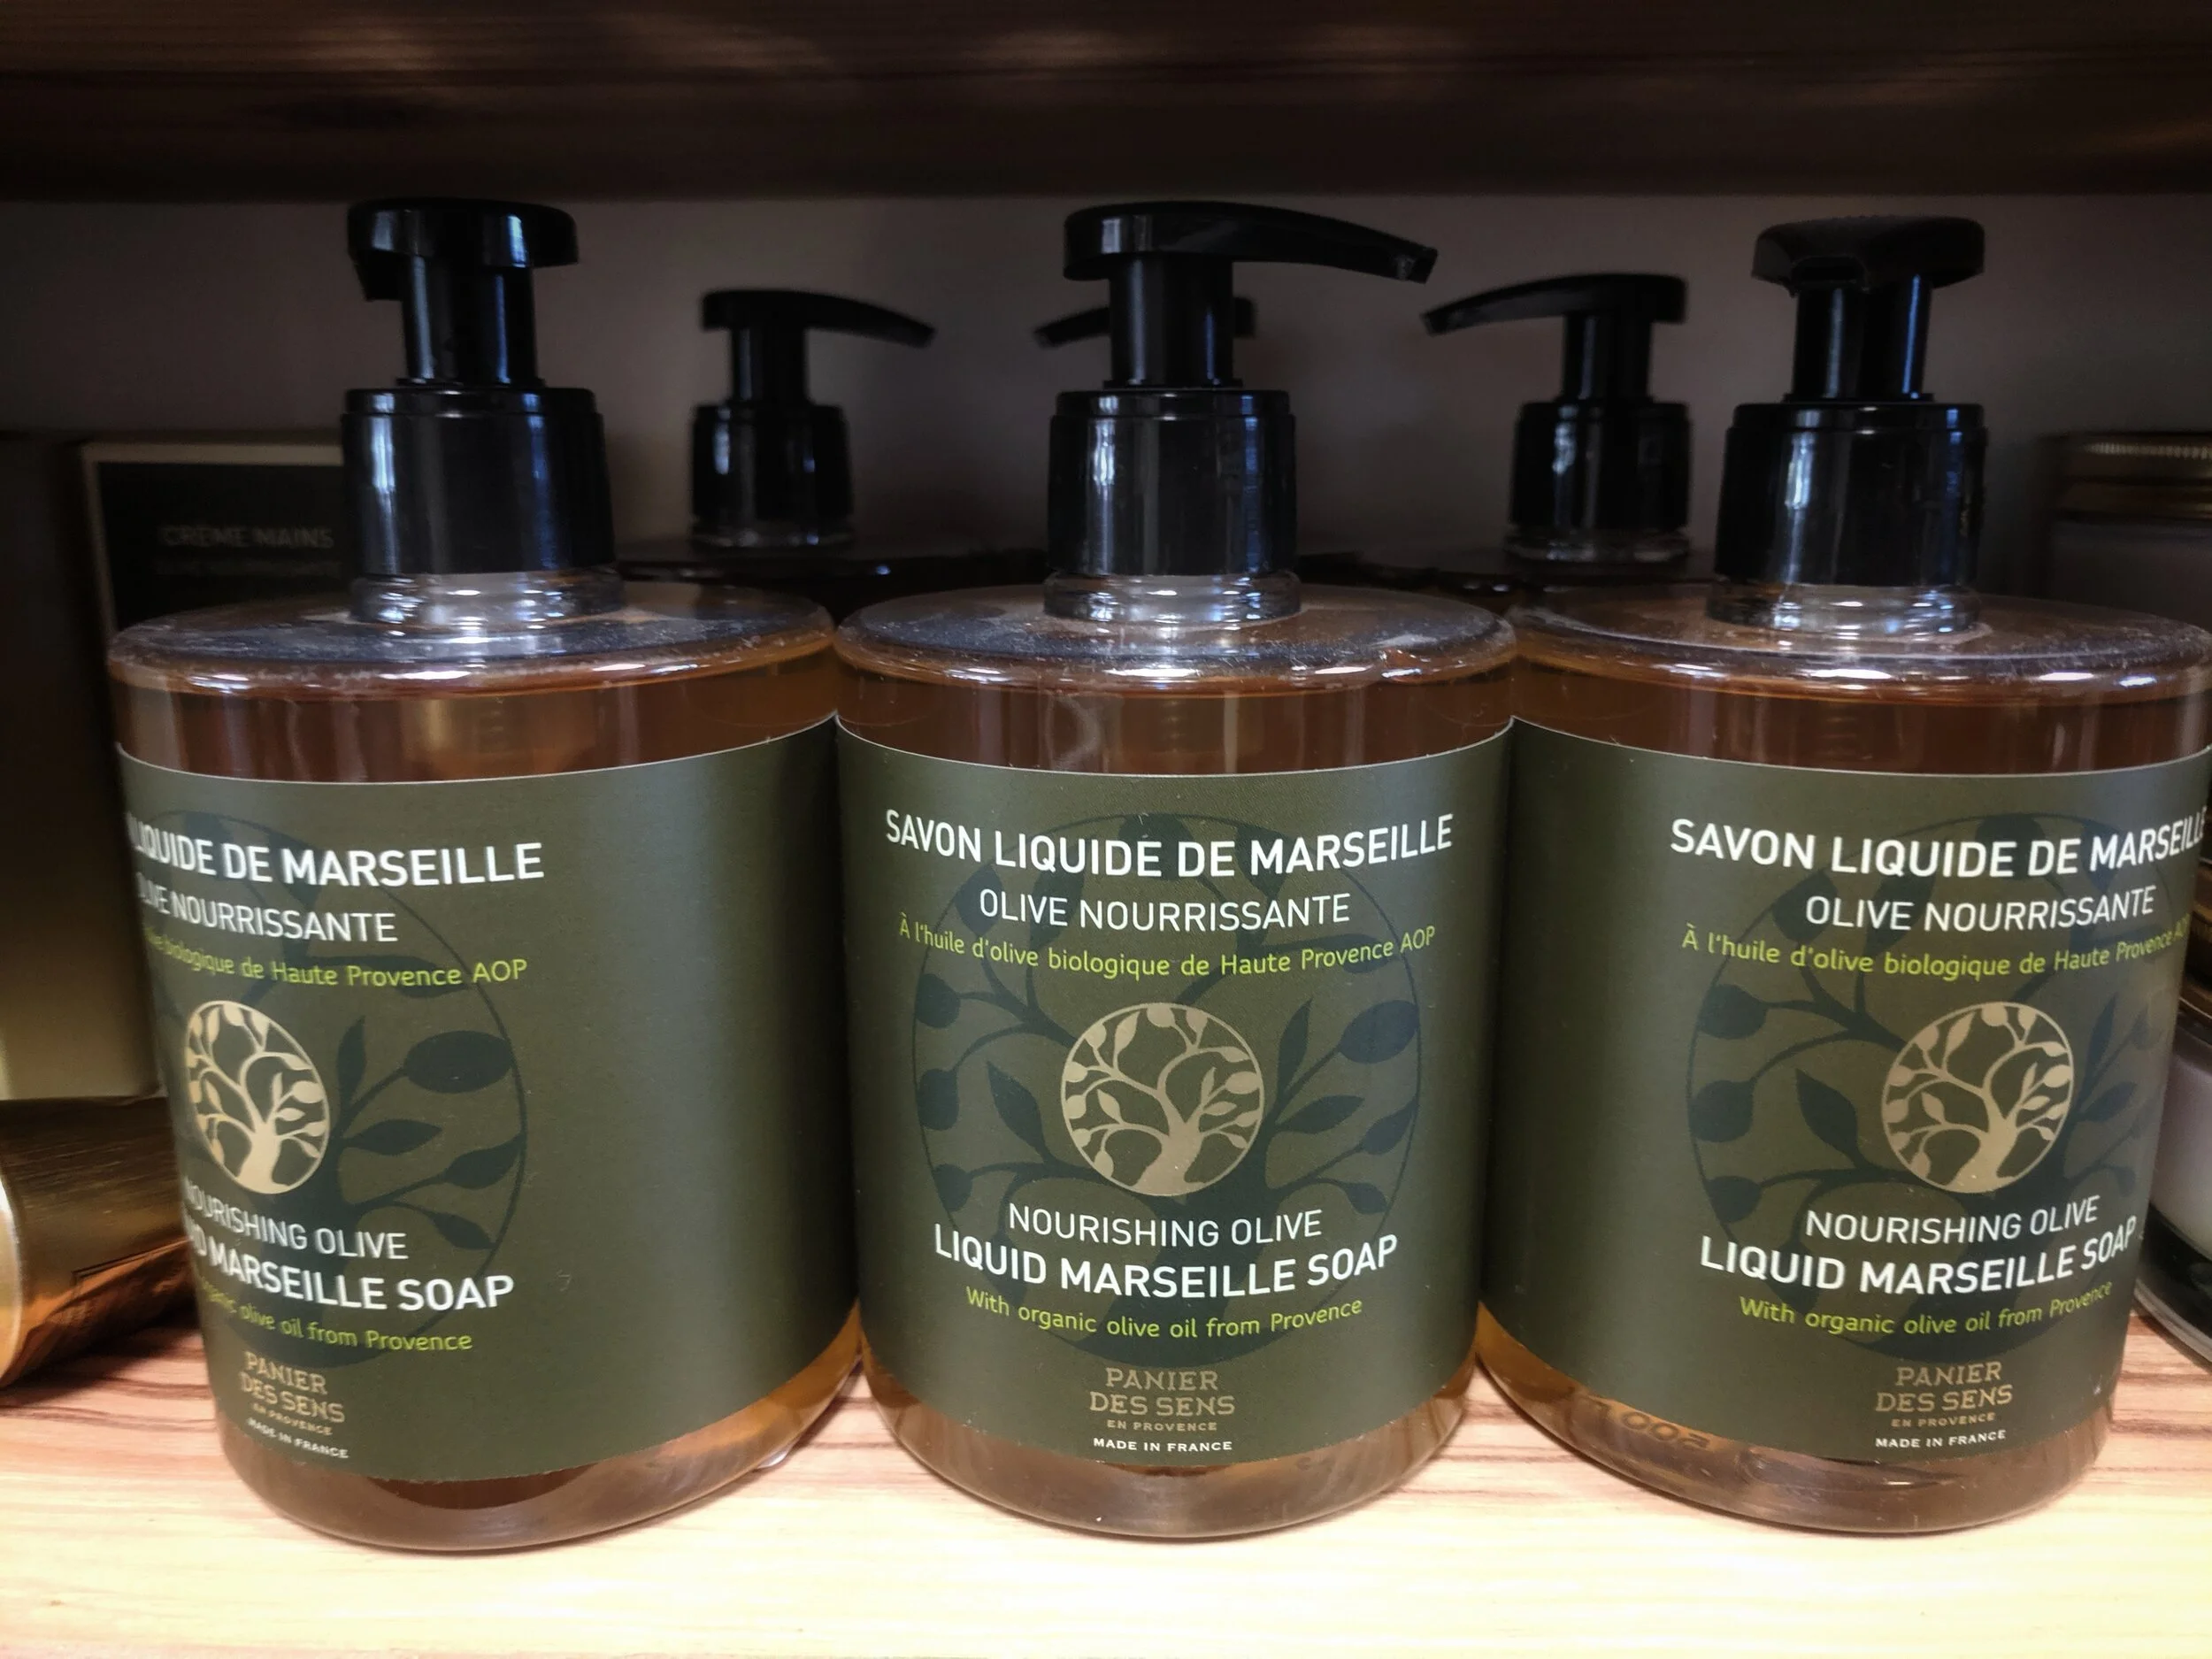 CREME MAINS
LIQUIDE DE MARSEILLE
OLIVE NOURRISSANTE
biologique de Haute Provence AOP
NOURISHING OLIVE
MARSEILLE SOAP
olive oil from Provence
PANIER
DES SENS
EN PROVENCE
MADE IN FRANCE
SAVON LIQUIDE DE MARSEILLE
OLIVE NOURRISSANTE
À l'huile d'olive biologique de Haute Provence AOP
NOURISHING OLIVE
LIQUID MARSEILLE SOAP
With organic olive oil from Provence
PANIER
DES SENS
EN PROVENCE
MADE IN FRANCE
SAVON LIQUIDE DE MARSEILLE
OLIVE NOURRISSANTE
À l'huile d'olive biologique de Haute Provence
NOURISHING OLIVE
LIQUID MARSEILLE SOAP
With organic olive oil from Provence
PANIER
DES SENS
EN PROVENCE
MADE IN FRANCE